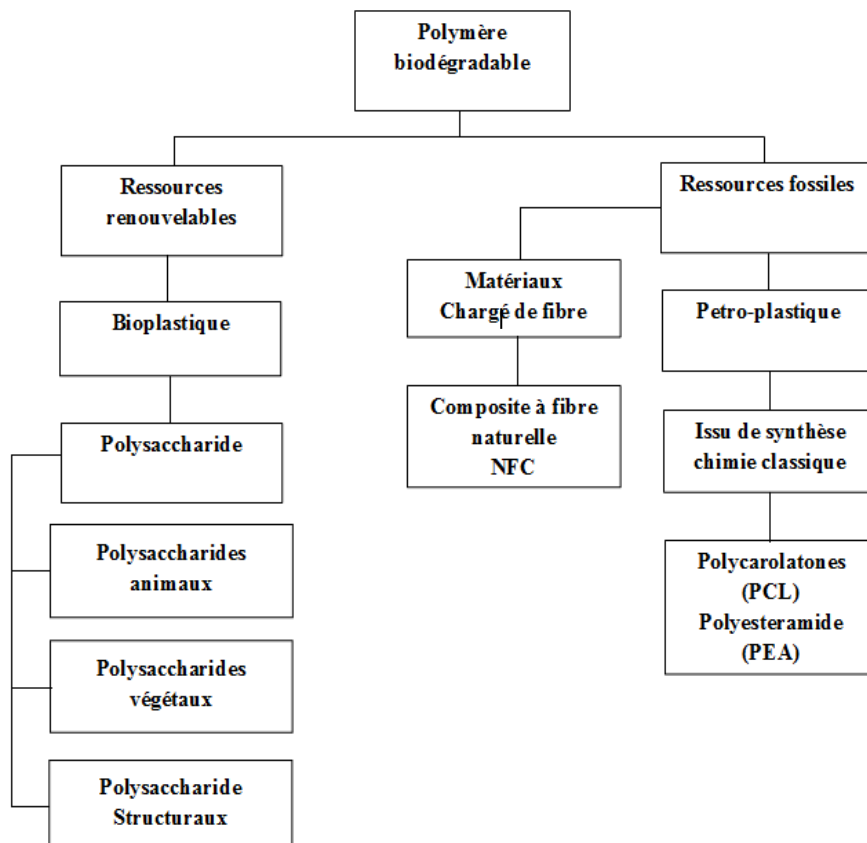 Polymère
biodégradable
Ressources
renouvelables
Ressources fossiles
Matériaux
Chargé de fibre
Bioplastique
Petro-plastique
Composite à fibre
naturelle
NFC
Polysaccharide
Issu de synthèse
chimie classique
Polysaccharides
animaux
Polycarolatones
(PCL)
Polyesteramide
(PEA)
Polysaccharides
végétaux
Polysaccharide
Structuraux